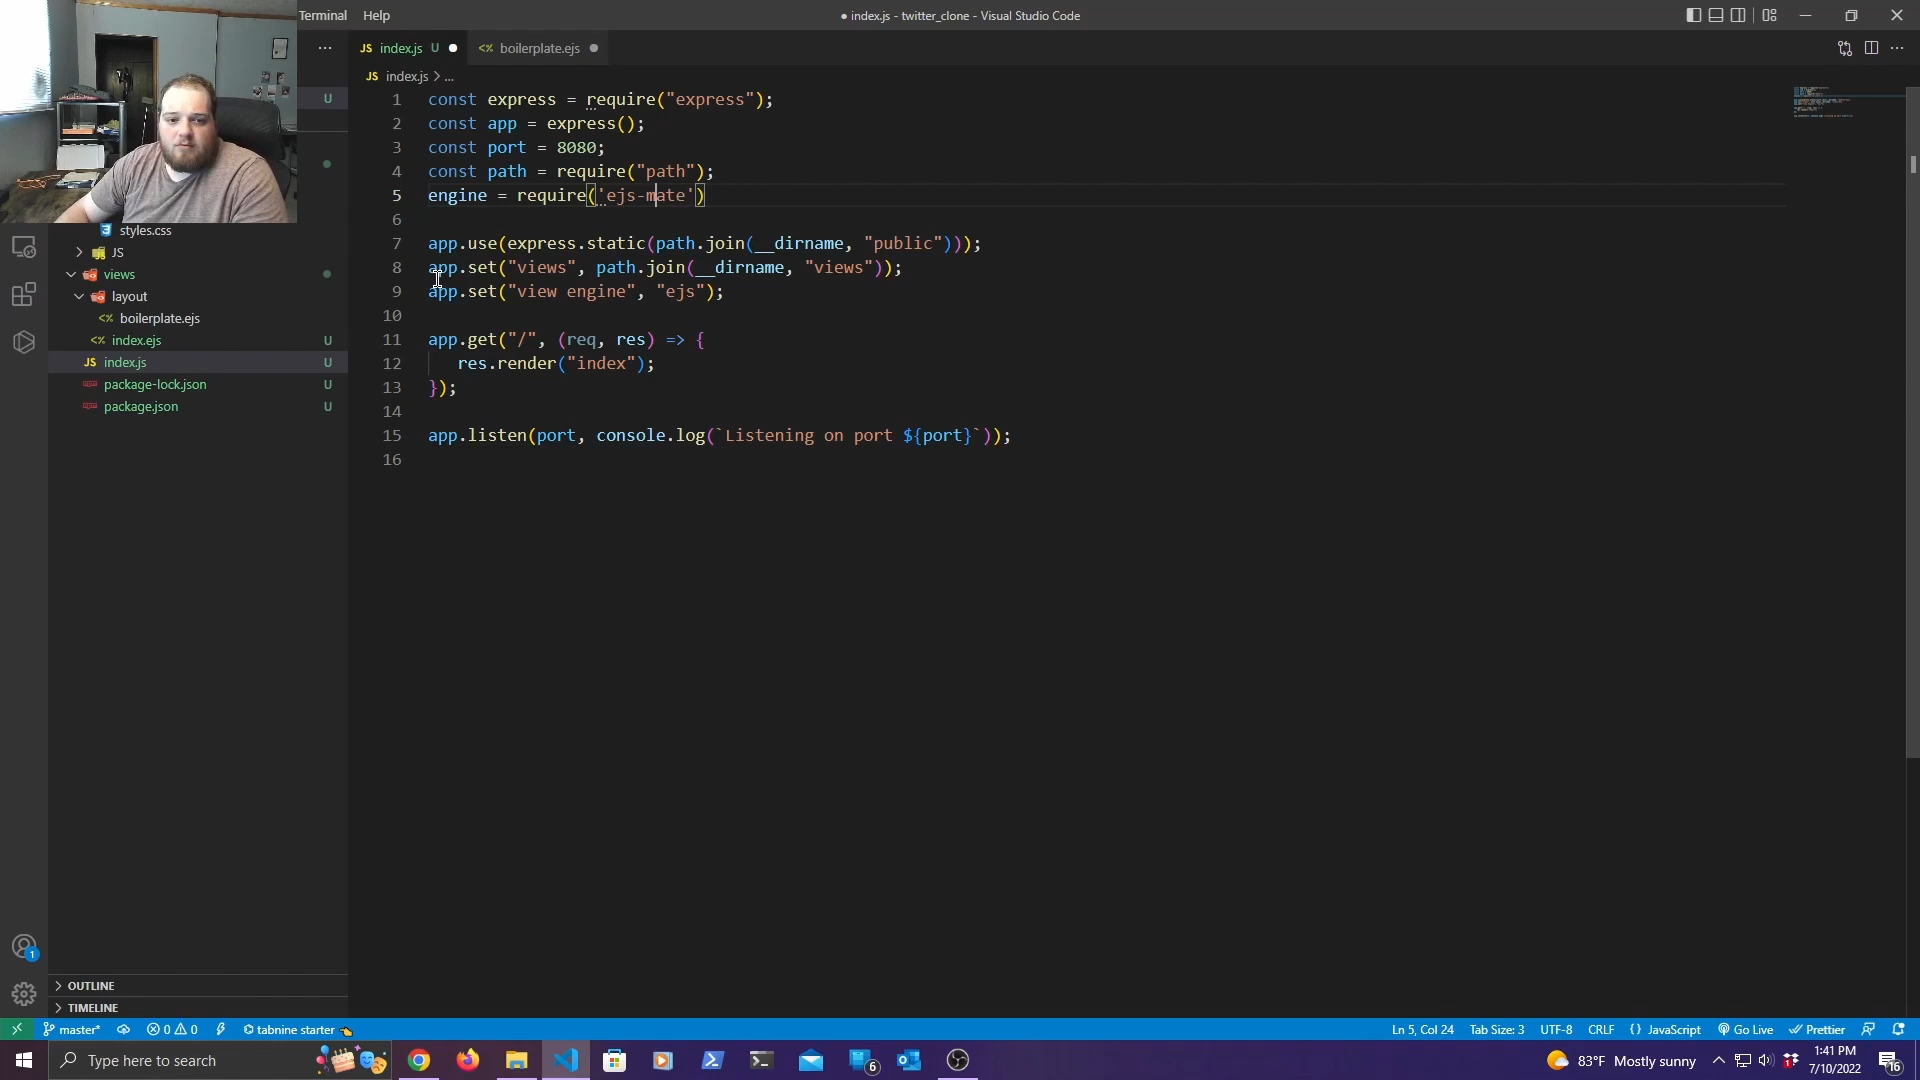 Terminal Help
● index.js - twitter_clone - Visual Studio Code
JS index.js U ● <% boilerplate.ejs ●
JS index.js > ...
U
1 const express = require("express");
2 const app = express();
3 const port = 8080;
4 const path = require("path");
5 engine = require('ejs-mate')
6
7 app.use(express.static(path.join(__dirname, "public")));
8 app.set("views", path.join(__dirname, "views"));
9 app.set("view engine", "ejs");
10
11 app.get("/", (req, res) => {
12 res.render("index");
13 });
14
15 app.listen(port, console.log(`Listening on port ${port}`));
16
styles.css
JS
views
layout
<% boilerplate.ejs
<% index.ejs U
JS index.js U
package-lock.json U
package.json U
OUTLINE
TIMELINE
1
master* 0 0 tabnine starter 👈
Ln 5, Col 24 Tab Size: 3 UTF-8 CRLF {} JavaScript Go Live Prettier
Type here to search
6
83°F Mostly sunny
1
1:41 PM
7/10/2022
16